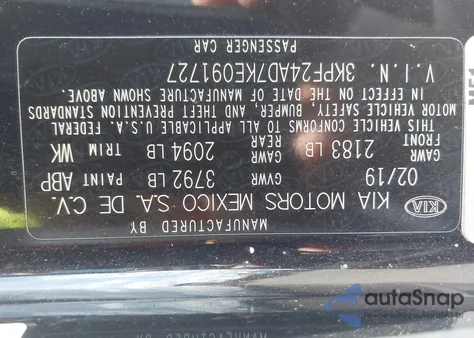 MANUFACTURED BY
KIA KIA MOTORS MEXICO S.A. DE C.V.
02/19 GVWR 3792 LB PAINT ABP
GAWR FRONT 2183 LB GAWR REAR 2094 LB TRIM WK
THIS VEHICLE CONFORMS TO ALL APPLICABLE U.S.A. FEDERAL
MOTOR VEHICLE SAFETY, BUMPER, AND THEFT PREVENTION STANDARDS
IN EFFECT ON THE DATE OF MANUFACTURE SHOWN ABOVE.
V.I.N. 3KPF24AD7KE091727
PASSENGER CAR
autoSnap